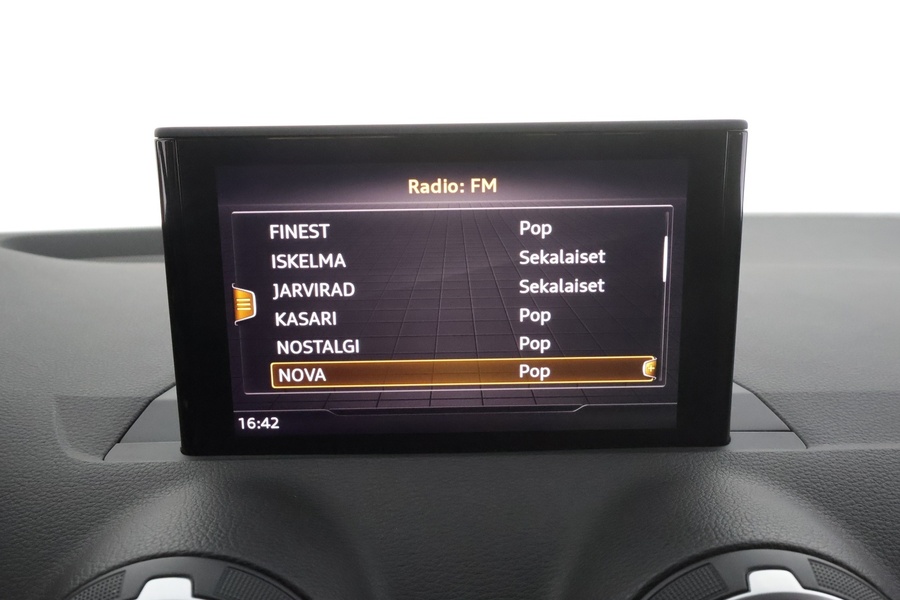 Radio: FM
FINEST Pop
ISKELMA Sekalaiset
JARVIRAD Sekalaiset
KASARI Pop
NOSTALGI Pop
NOVA Pop
16:42